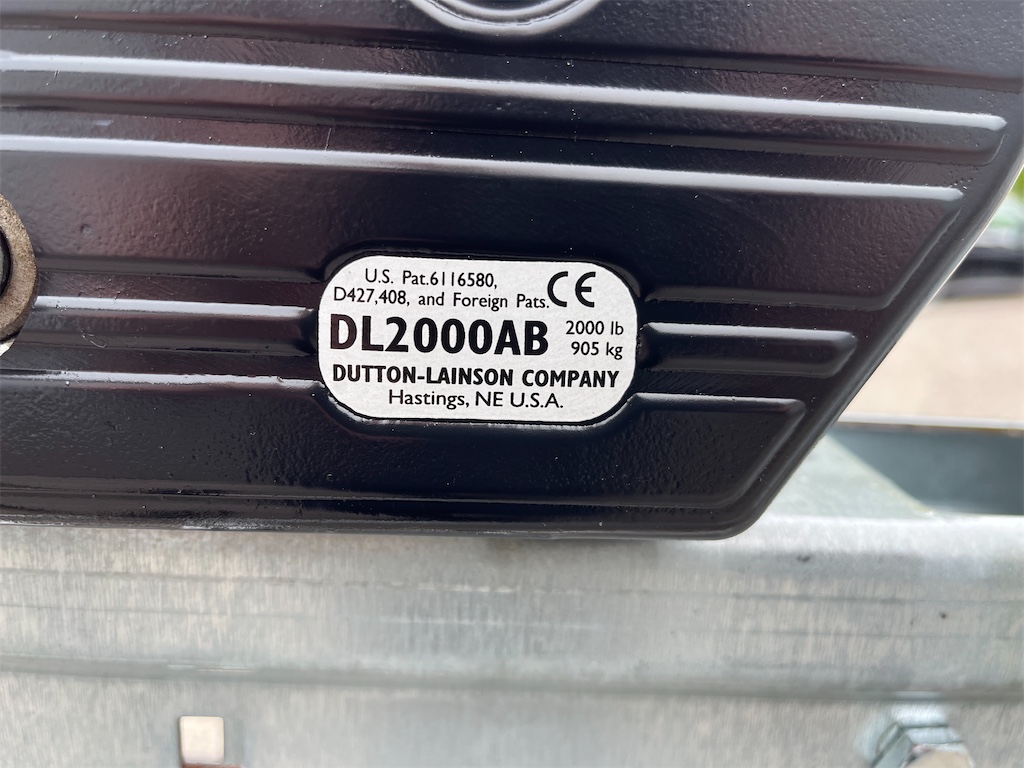 U.S. Pat.6116580,
D427,408, and Foreign Pats. CE
DL2000AB 2000 lb
905 kg
DUTTON-LAINSON COMPANY
Hastings, NE U.S.A.